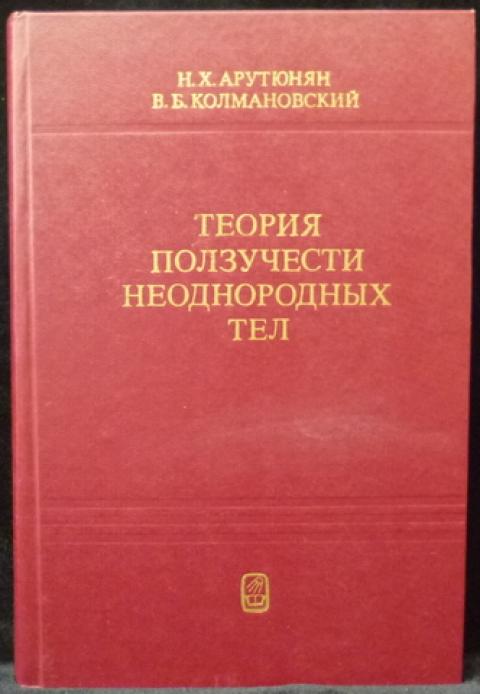 Н. Х. АРУТЮНЯН
В. Б. КОЛМАНОВСКИЙ
ТЕОРИЯ
ПОЛЗУЧЕСТИ
НЕОДНОРОДНЫХ
ТЕЛ